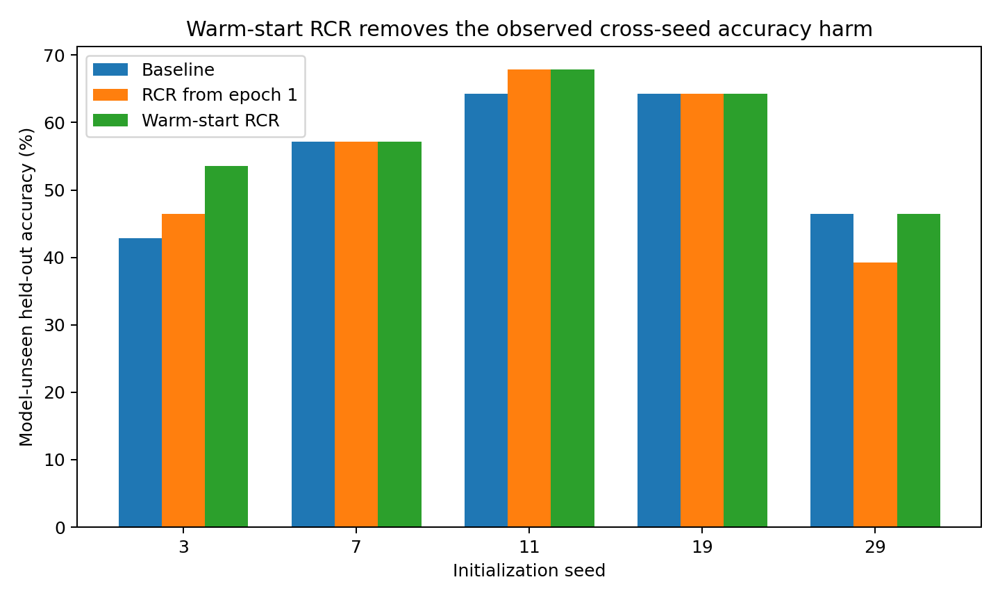 Warm-start RCR removes the observed cross-seed accuracy harm
Baseline
RCR from epoch 1
Warm-start RCR
Model-unseen held-out accuracy (%)
70
60
50
40
30
20
10
0
3 7 11 19 29
Initialization seed